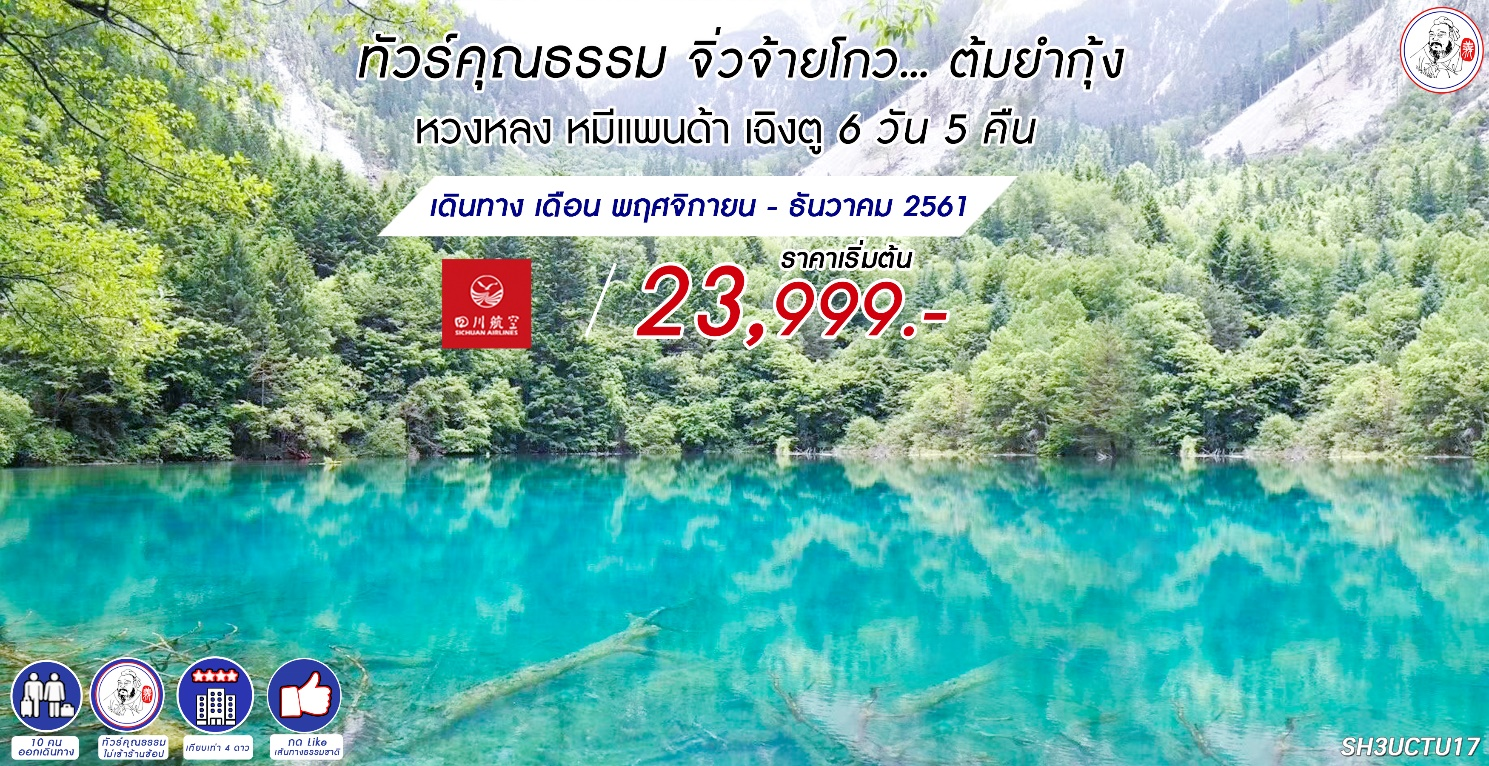 ทัวร์คุณธรรม จิ่วจ้ายโกว... ต้มยำกุ้ง
หวงหลง หมีแพนด้า เฉิงตู 6 วัน 5 คืน
เดินทาง เดือน พฤศจิกายน - ธันวาคม 2561
ราคาเริ่มต้น
23,999.-
四川航空
SICHUAN AIRLINES
10 คน
ออกเดินทาง
ทัวร์คุณธรรม
ไม่เข้าร้านช้อป
เทียบเท่า 4 ดาว
กด Like
เส้นทางธรรมชาติ
SH3UCTU17